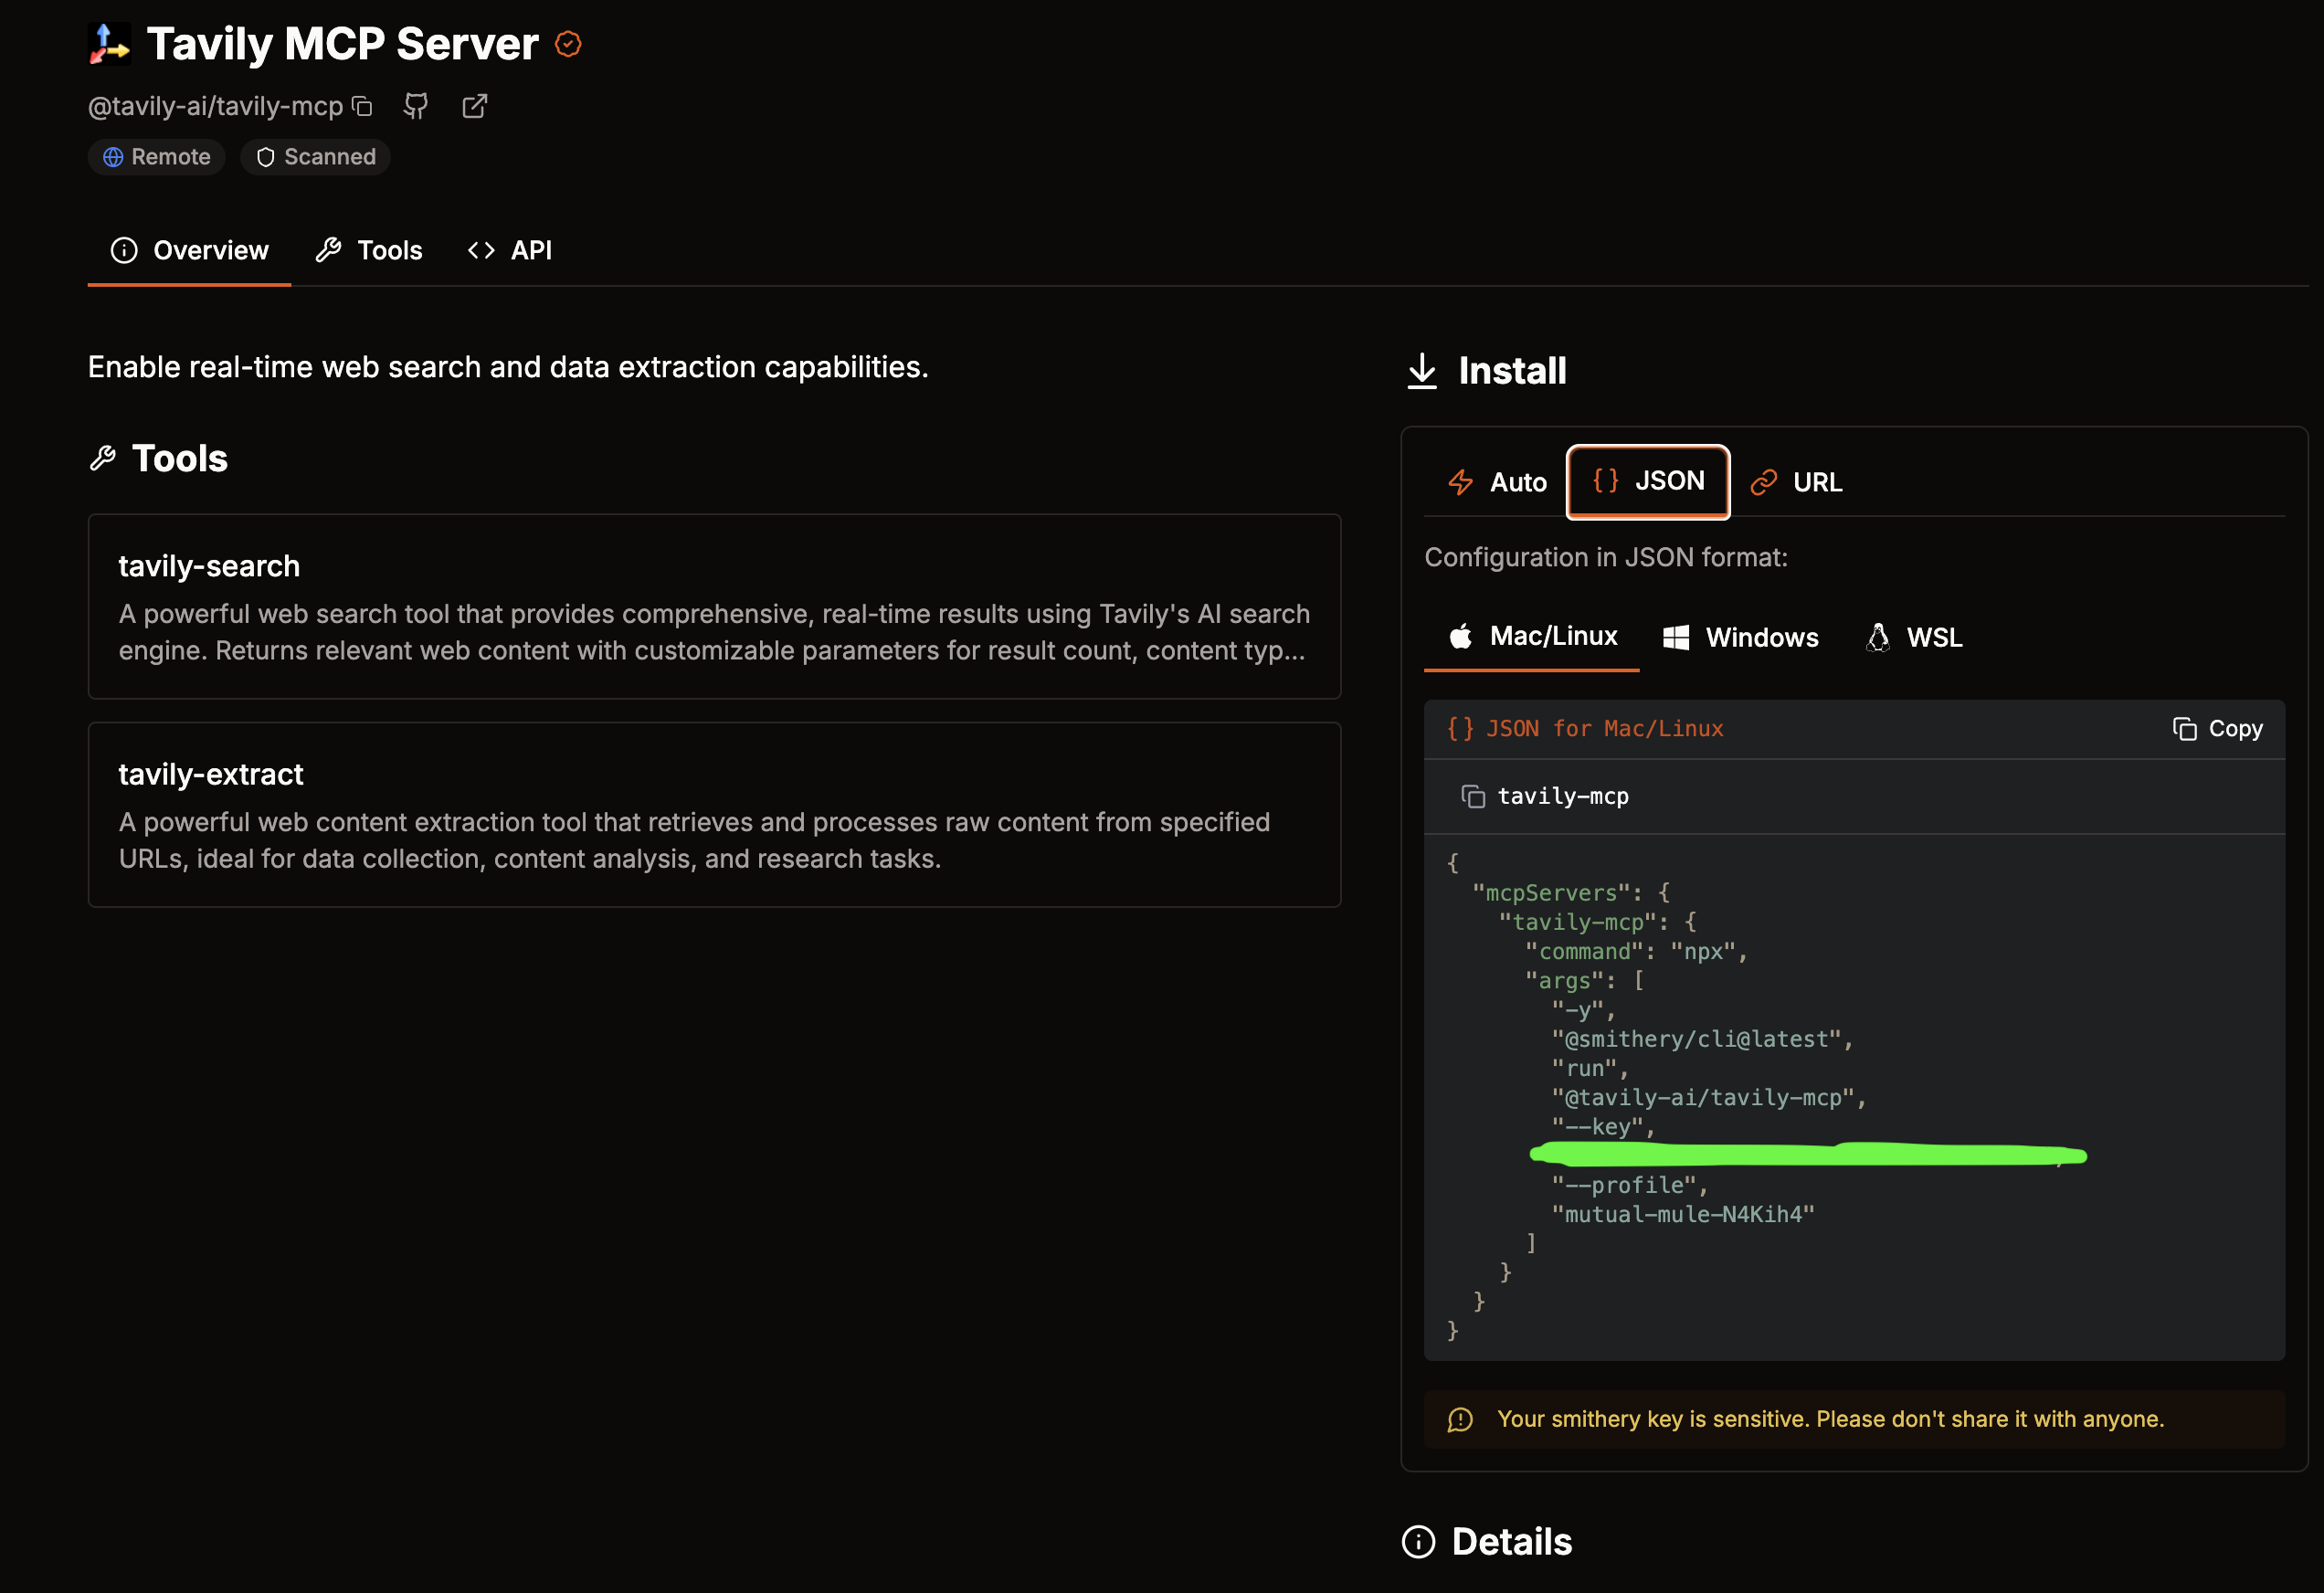 Tavily MCP Server
@tavily-ai/tavily-mcp
Remote
Scanned
Overview
Tools
<> API
Enable real-time web search and data extraction capabilities.
Tools
tavily-search
A powerful web search tool that provides comprehensive, real-time results using Tavily's AI search
engine. Returns relevant web content with customizable parameters for result count, content typ...
tavily-extract
A powerful web content extraction tool that retrieves and processes raw content from specified
URLs, ideal for data collection, content analysis, and research tasks.
Install
Auto
{} JSON
URL
Configuration in JSON format:
Mac/Linux
Windows
WSL
{} JSON for Mac/Linux
Copy
tavily-mcp
{
"mcpServers": {
"tavily-mcp": {
"command": "npx",
"args": [
"-y",
"@smithery/cli@latest",
"run",
"@tavily-ai/tavily-mcp",
"--key",
"--profile",
"mutual-mule-N4Kih4"
]
}
}
}
Your smithery key is sensitive. Please don't share it with anyone.
Details